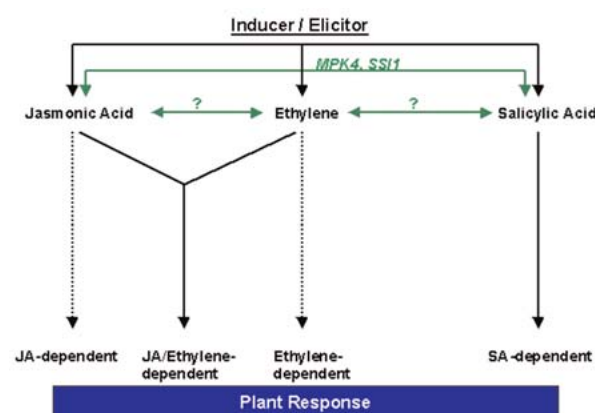 Inducer / Elicitor
MPK4, SSI1
Jasmonic Acid ? Ethylene ? Salicylic Acid
JA-dependent
JA/Ethylene-
dependent
Ethylene-
dependent
SA-dependent
Plant Response